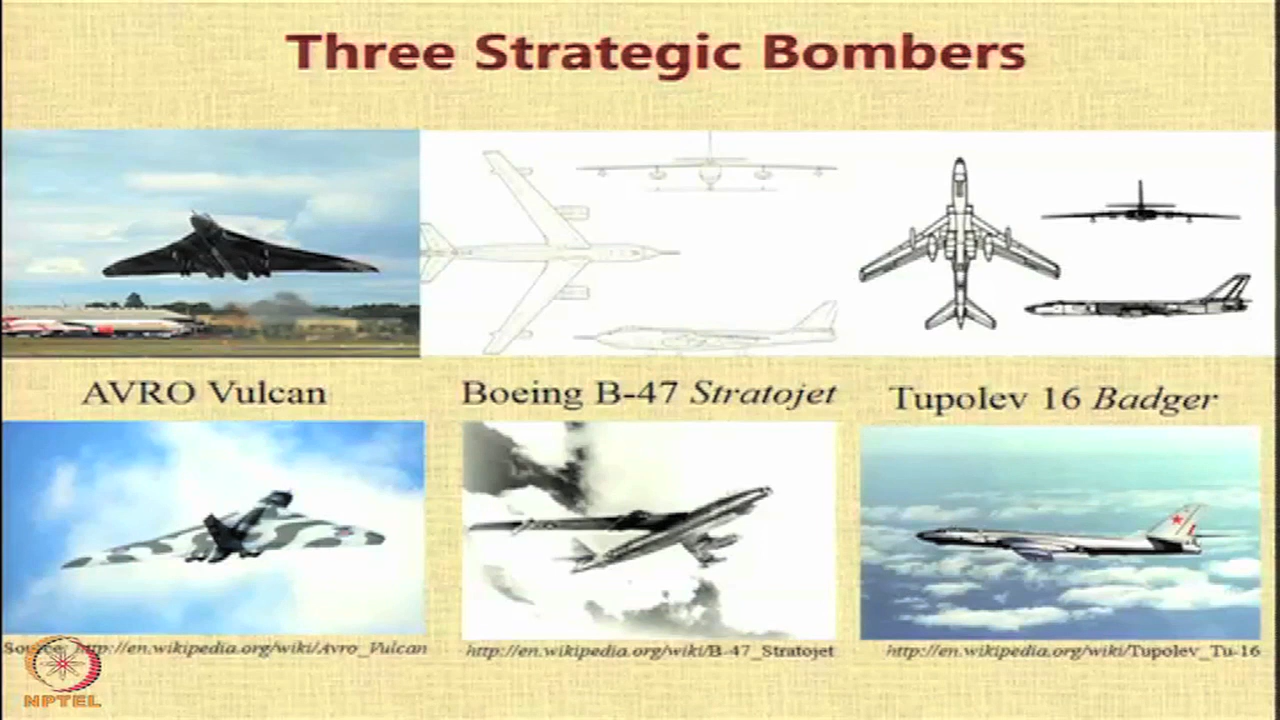 Three Strategic Bombers
AVRO Vulcan
Boeing B-47 Stratojet
Tupolev 16 Badger
Source: http://en.wikipedia.org/wiki/Avro_Vulcan
http://en.wikipedia.org/wiki/B-47_Stratojet
http://en.wikipedia.org/wiki/Tupolev_Tu-16
NPTEL